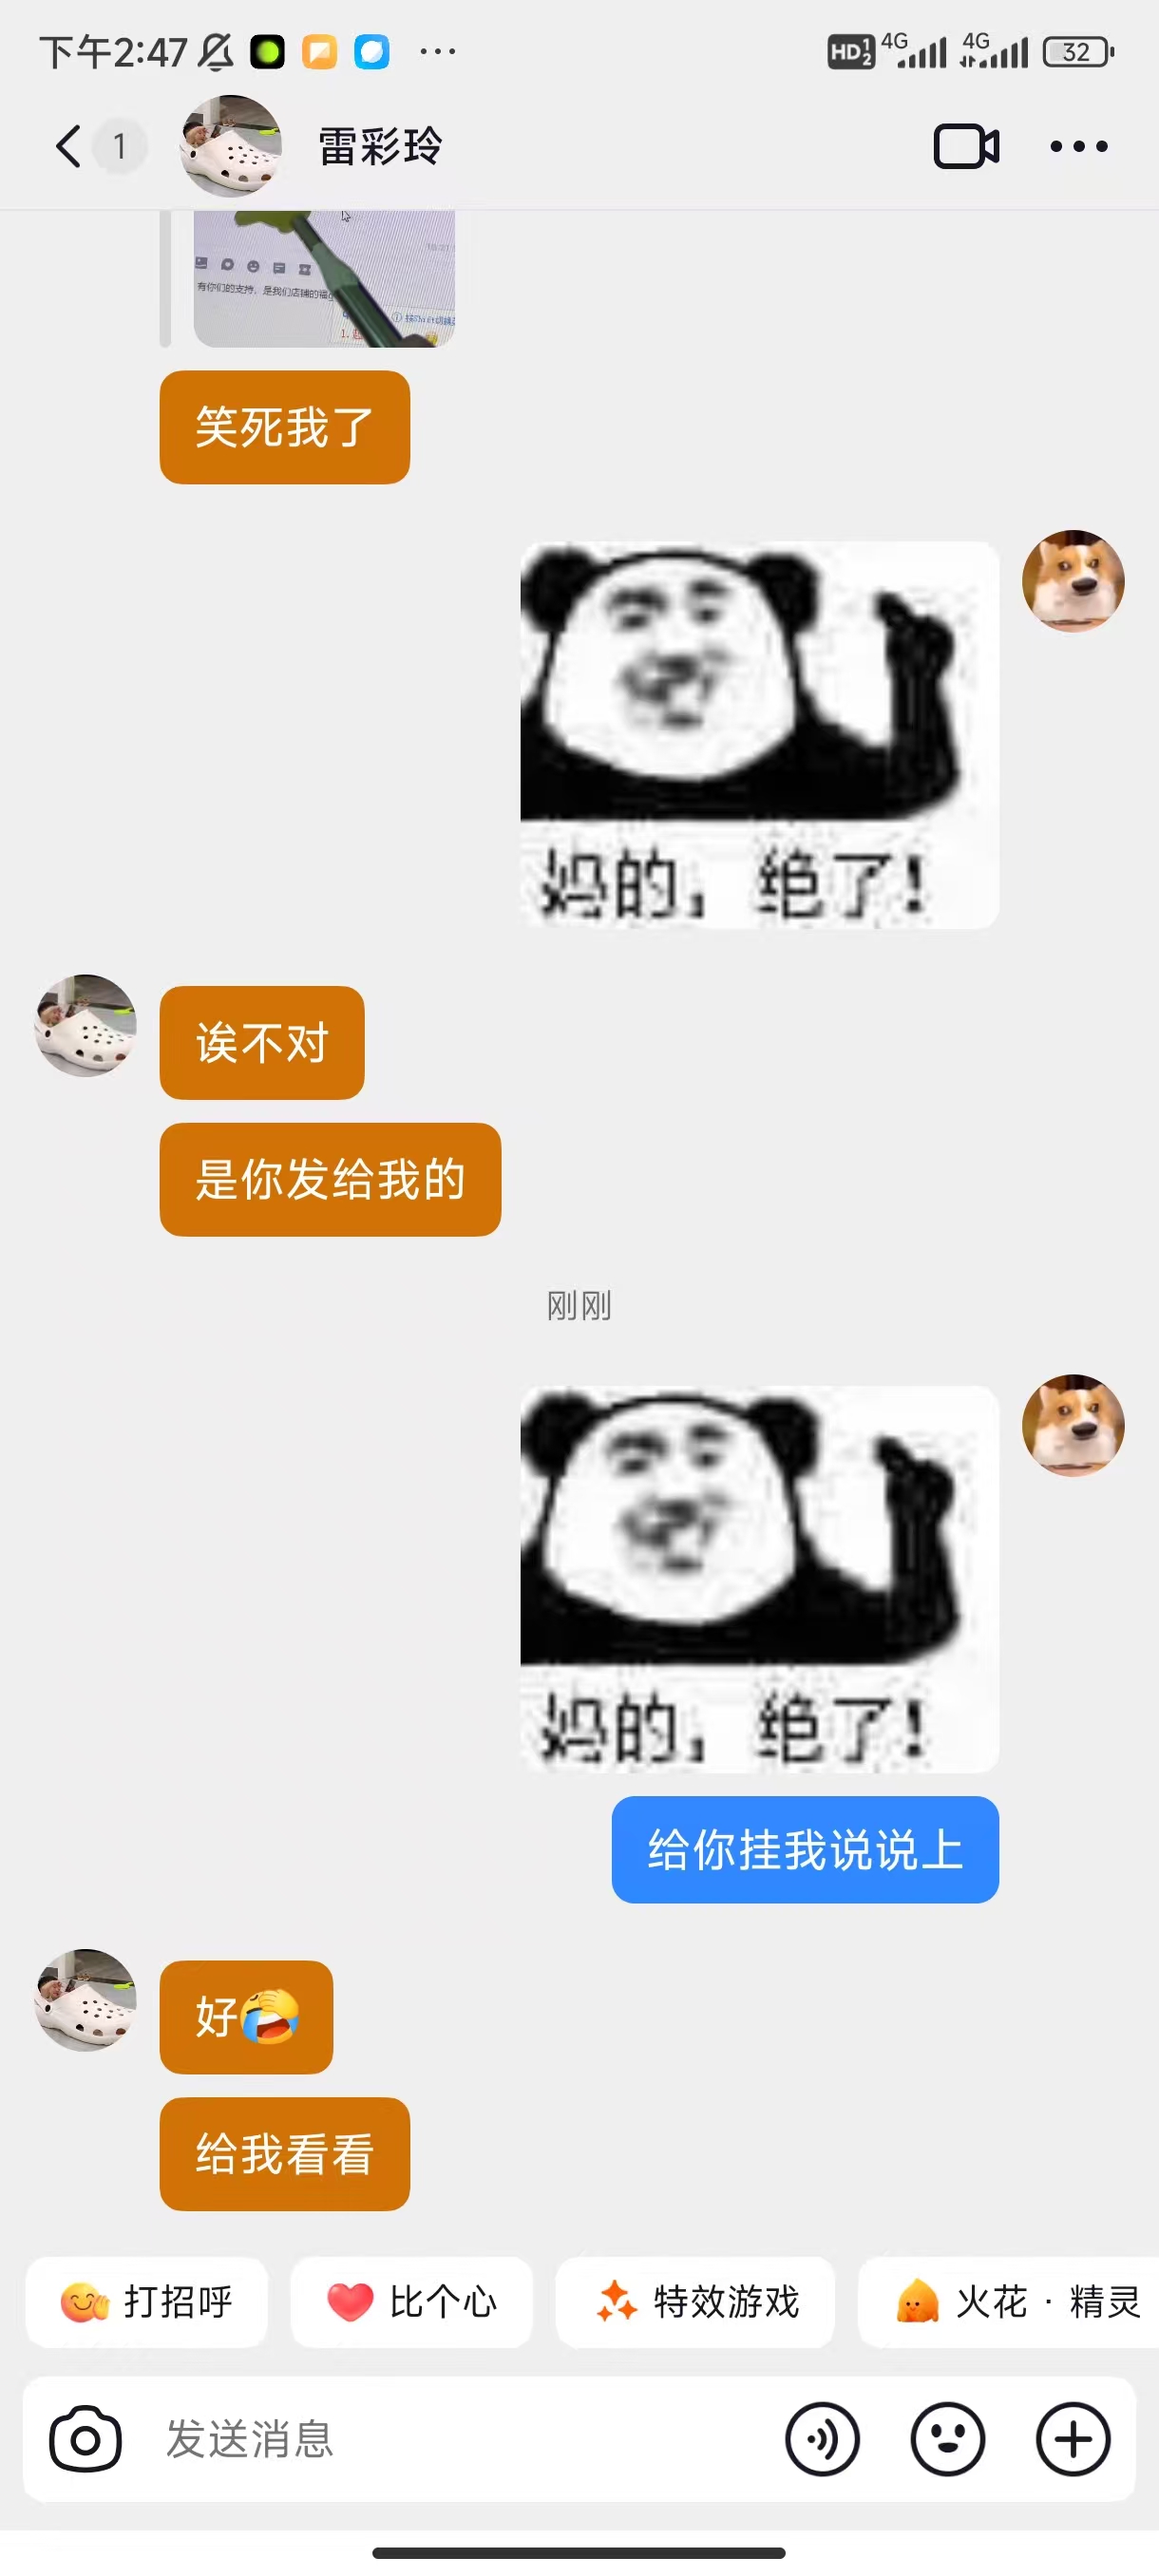 下午2:47
HD 1 2 4G 4G 32
1 雷彩玲
有你们的支持，是我们店铺的福
笑死我了
妈的，绝了！
诶不对
是你发给我的
刚刚
妈的，绝了！
给你挂我说说上
好
给我看看
打招呼 比个心 特效游戏 火花 · 精灵
发送消息